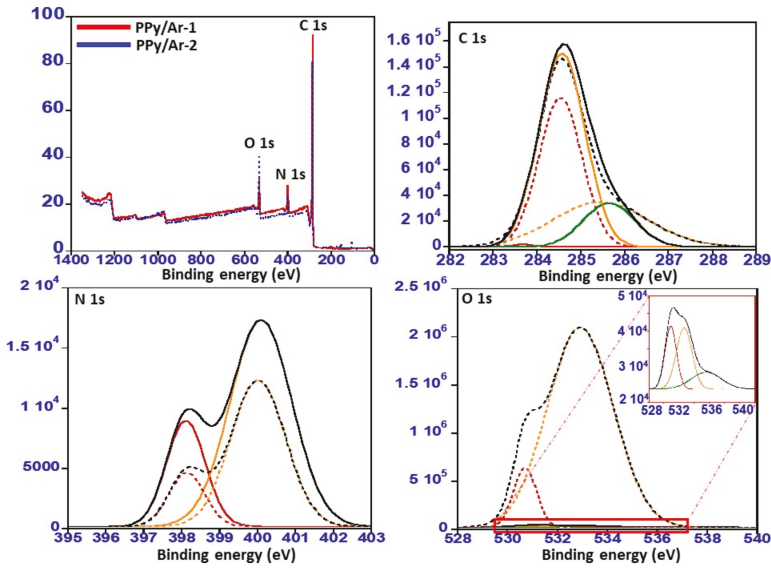 PPy/Ar-1
PPy/Ar-2
C 1s
O 1s
N 1s
100
80
60
40
20
0
1400 1200 1000 800 600 400 200 0
Binding energy (eV)
C 1s
1.6 10⁵
1.4 10⁵
1.2 10⁵
1 10⁵
8 10⁴
6 10⁴
4 10⁴
2 10⁴
0
282 283 284 285 286 287 288 289
Binding energy (eV)
N 1s
2 10⁴
1.5 10⁴
1 10⁴
5000
0
395 396 397 398 399 400 401 402 403
Binding energy (eV)
O 1s
2.5 10⁶
2 10⁶
1.5 10⁶
1 10⁶
5 10⁵
0
528 530 532 534 536 538 540
Binding energy (eV)
5 10⁴
4 10⁴
3 10⁴
2 10⁴
528 532 536 540